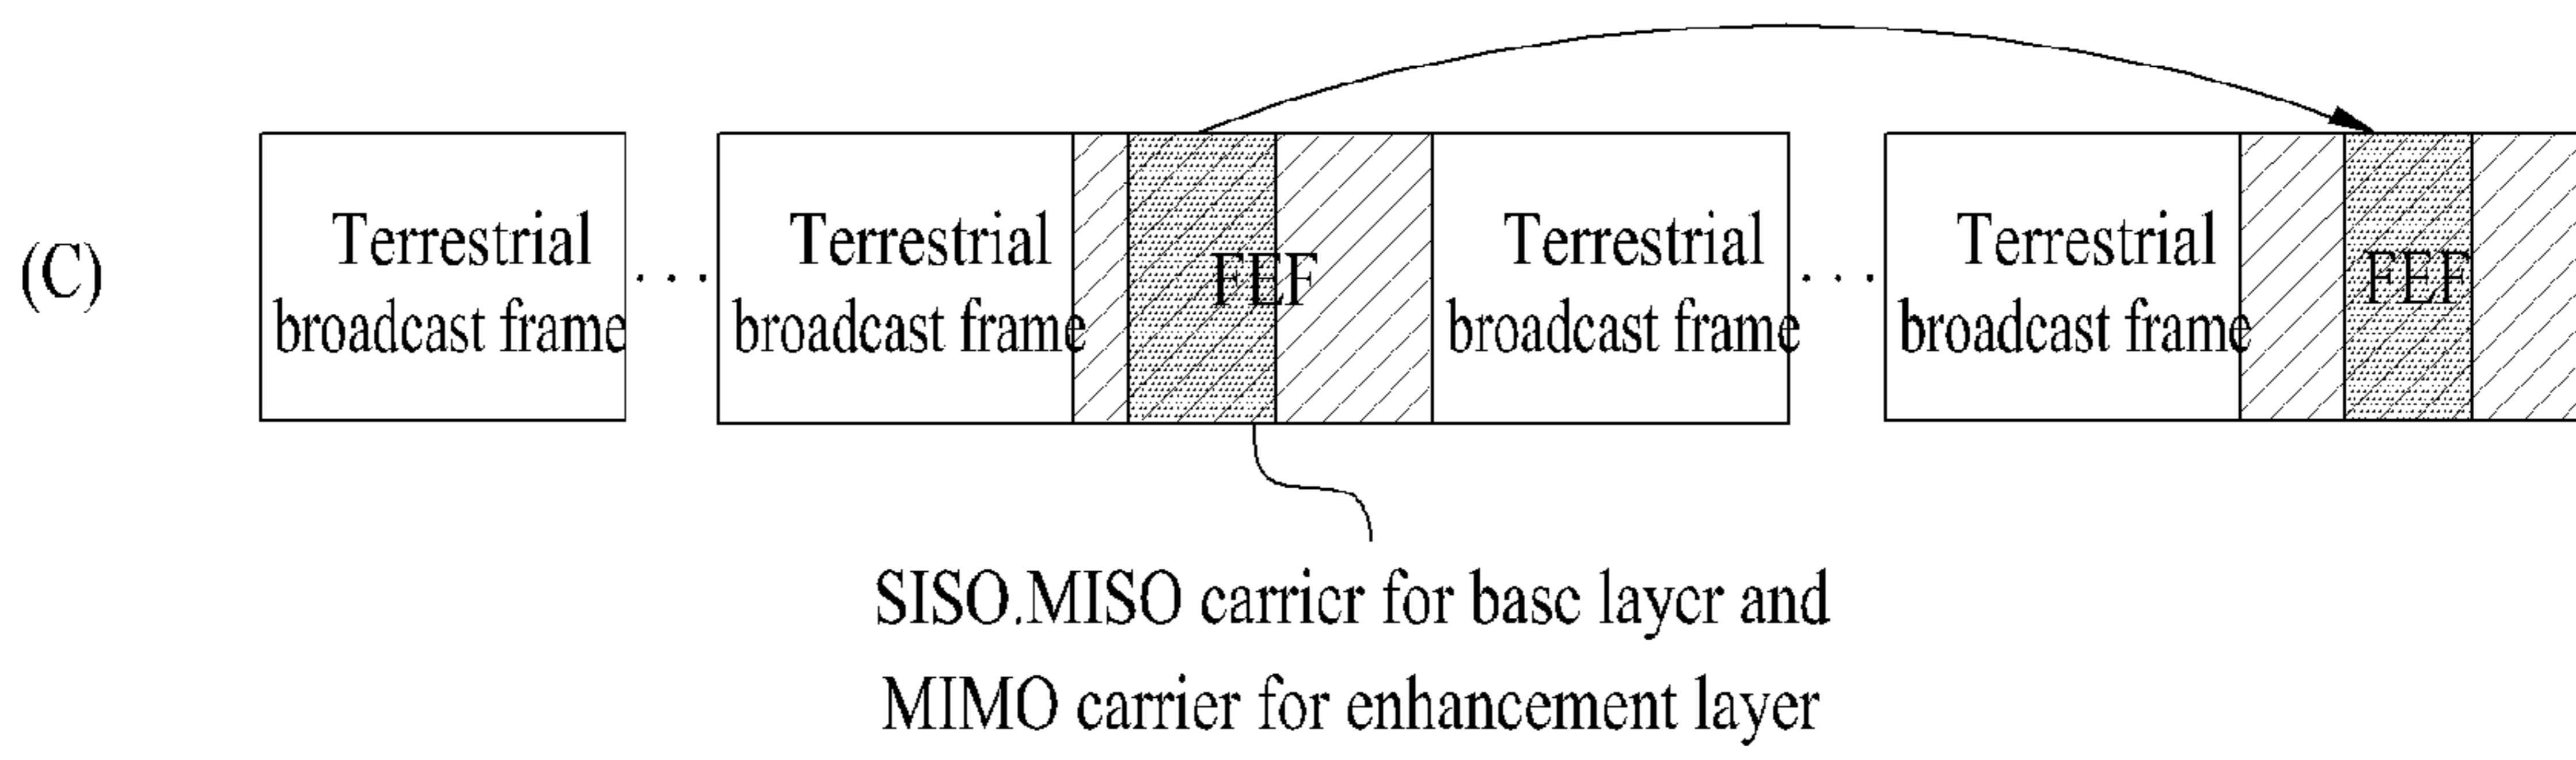 (C)
Terrestrial
broadcast frame
. . .
Terrestrial
broadcast frame
FEF
Terrestrial
broadcast frame
. . .
Terrestrial
broadcast frame
FEF
SISO.MISO carrier for base layer and
MIMO carrier for enhancement layer